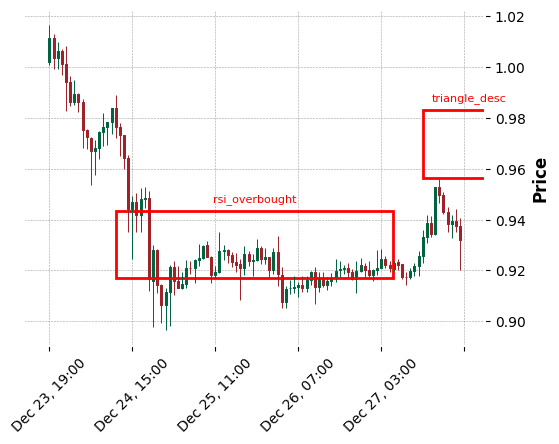 1.02
1.00
triangle_desc
0.98
0.96
Price
rsi_overbought
0.94
0.92
0.90
Dec 23, 19:00
Dec 24, 15:00
Dec 25, 11:00
Dec 26, 07:00
Dec 27, 03:00